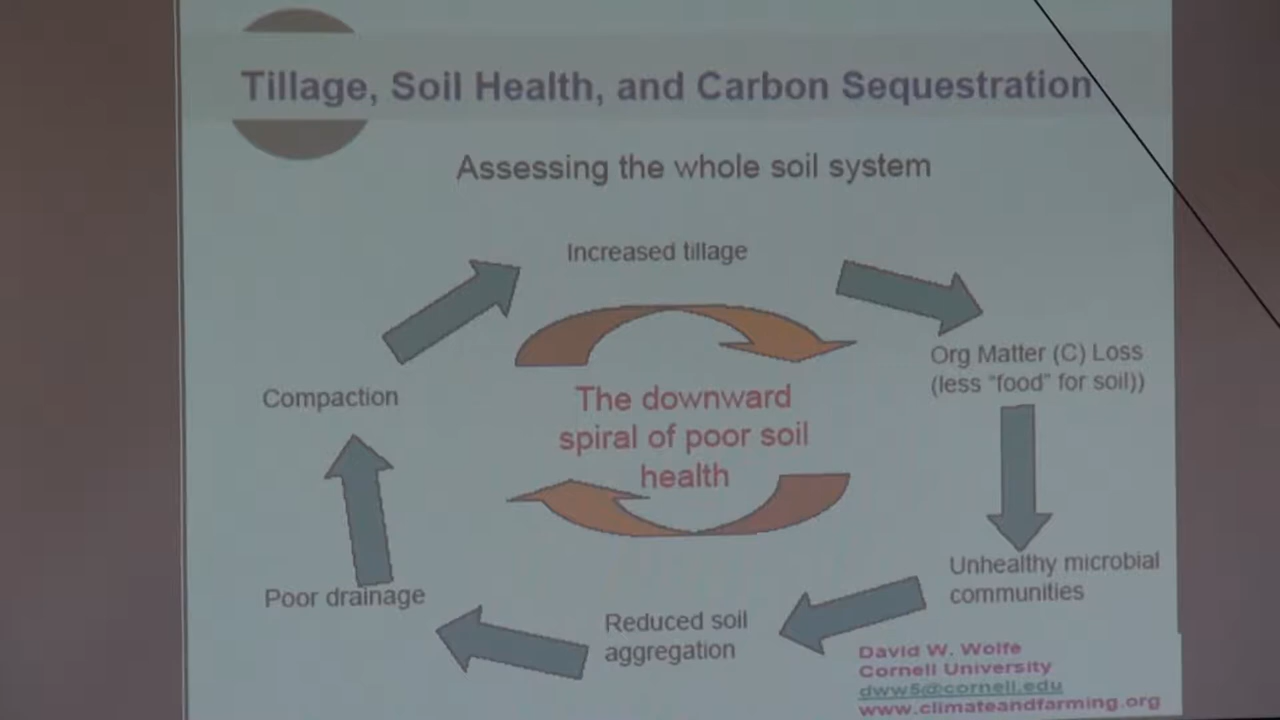 Tillage, Soil Health, and Carbon Sequestration
Assessing the whole soil system
Increased tillage
Org Matter (C) Loss
(less "food" for soil))
Compaction
The downward
spiral of poor soil
health
Unhealthy microbial
communities
Poor drainage
Reduced soil
aggregation
David W. Wolfe
Cornell University
dww5@cornell.edu
www.climateandfarming.org